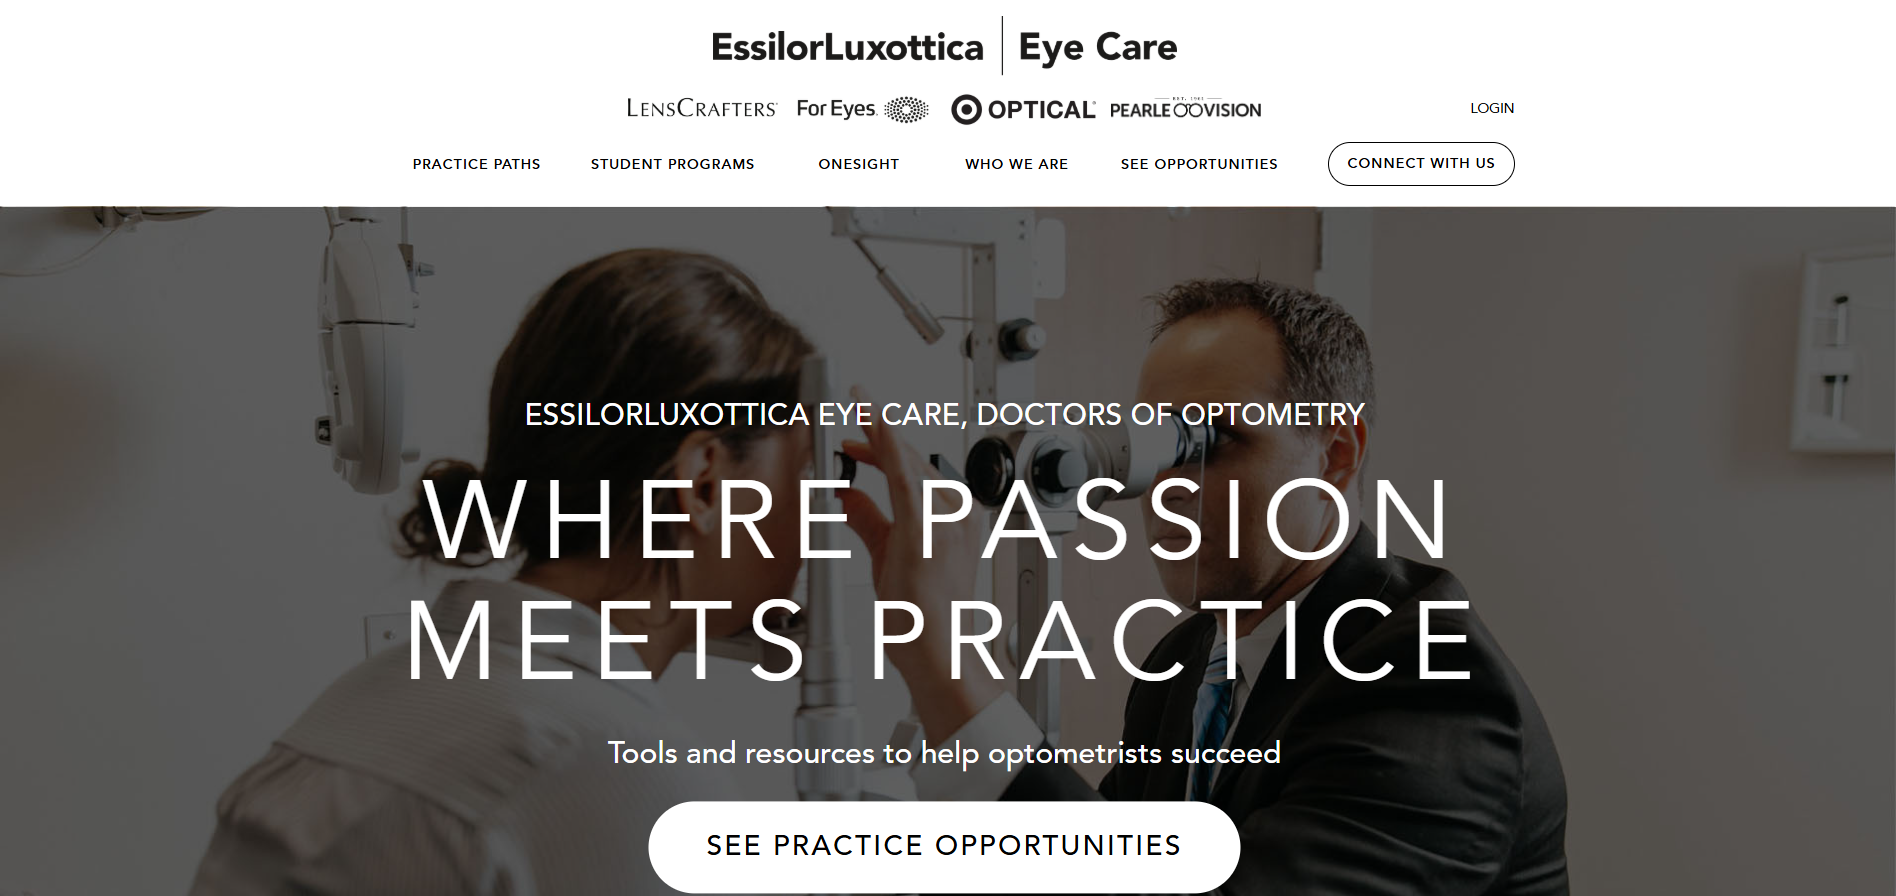 EssilorLuxottica | Eye Care
LENSCRAFTERS® For Eyes. OPTICAL® EST. 1961 PEARLE VISION
LOGIN
PRACTICE PATHS STUDENT PROGRAMS ONESIGHT WHO WE ARE SEE OPPORTUNITIES CONNECT WITH US
ESSILORLUXOTTICA EYE CARE, DOCTORS OF OPTOMETRY
WHERE PASSION
MEETS PRACTICE
Tools and resources to help optometrists succeed
SEE PRACTICE OPPORTUNITIES